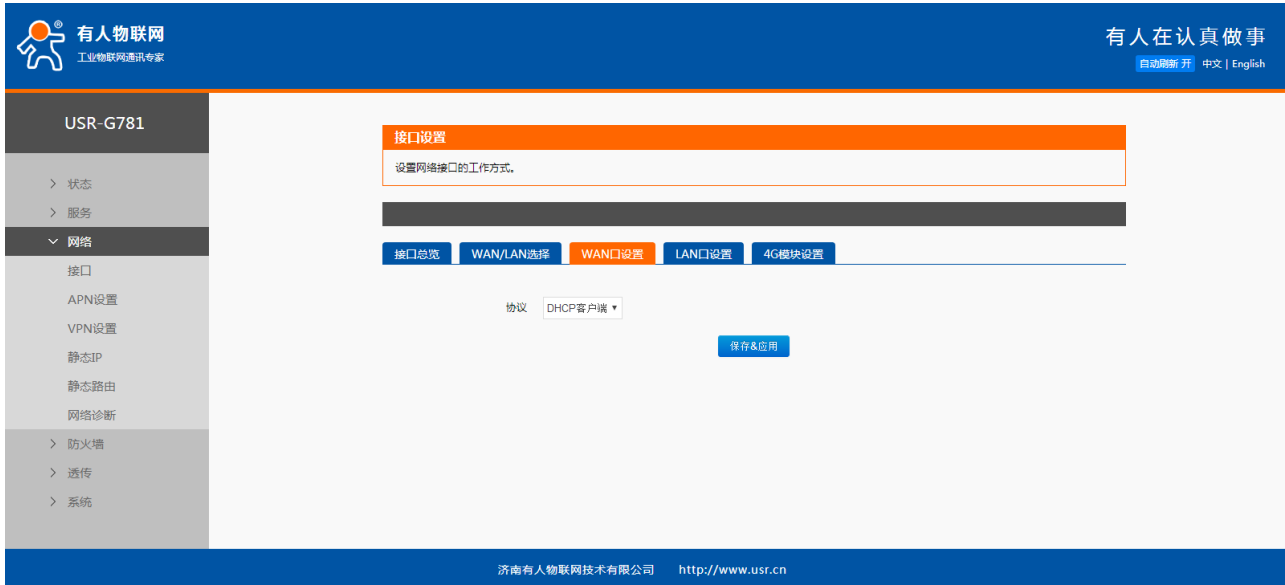 有人物联网®
工业物联网通讯专家
有人在认真做事
自动刷新 开 中文 | English
USR-G781
状态
服务
网络
接口
APN设置
VPN设置
静态IP
静态路由
网络诊断
防火墙
透传
系统
接口设置
设置网络接口的工作方式。
接口总览 WAN/LAN选择 WAN口设置 LAN口设置 4G模块设置
协议 DHCP客户端
保存&应用
济南有人物联网技术有限公司 http://www.usr.cn